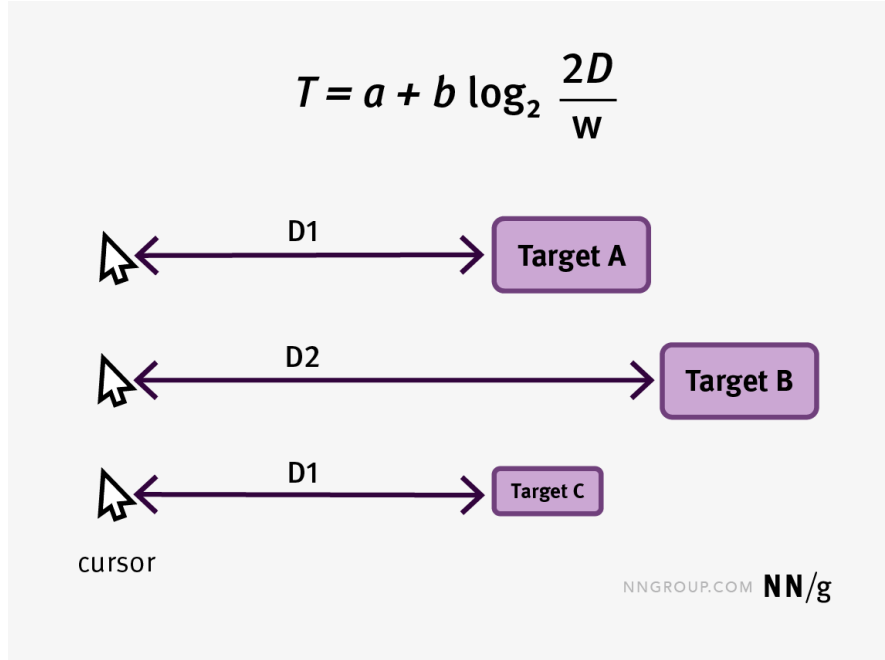 T = a + b log₂ 2D/w
D1
Target A
D2
Target B
D1
Target C
cursor
NNGROUP.COM NN/g